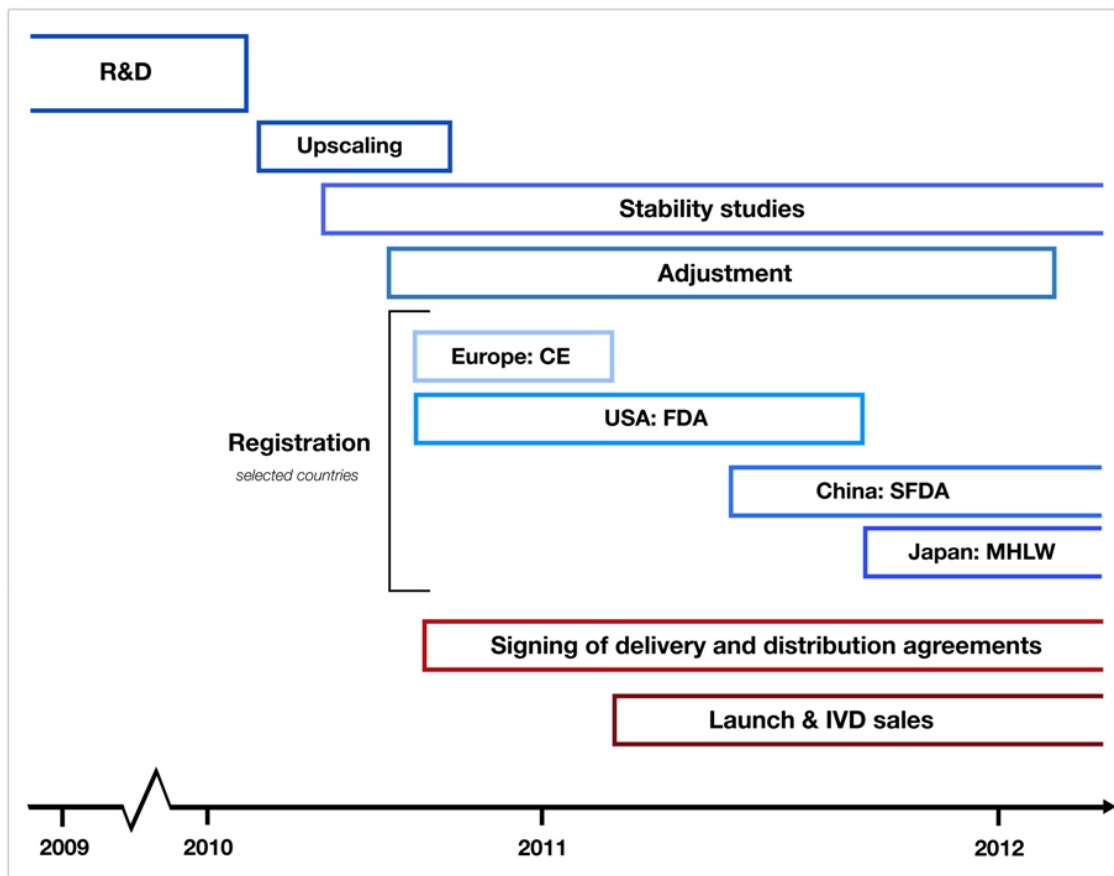 R&D
Upscaling
Stability studies
Adjustment
Europe: CE
USA: FDA
Registration
selected countries
China: SFDA
Japan: MHLW
Signing of delivery and distribution agreements
Launch & IVD sales
2009 2010 2011 2012